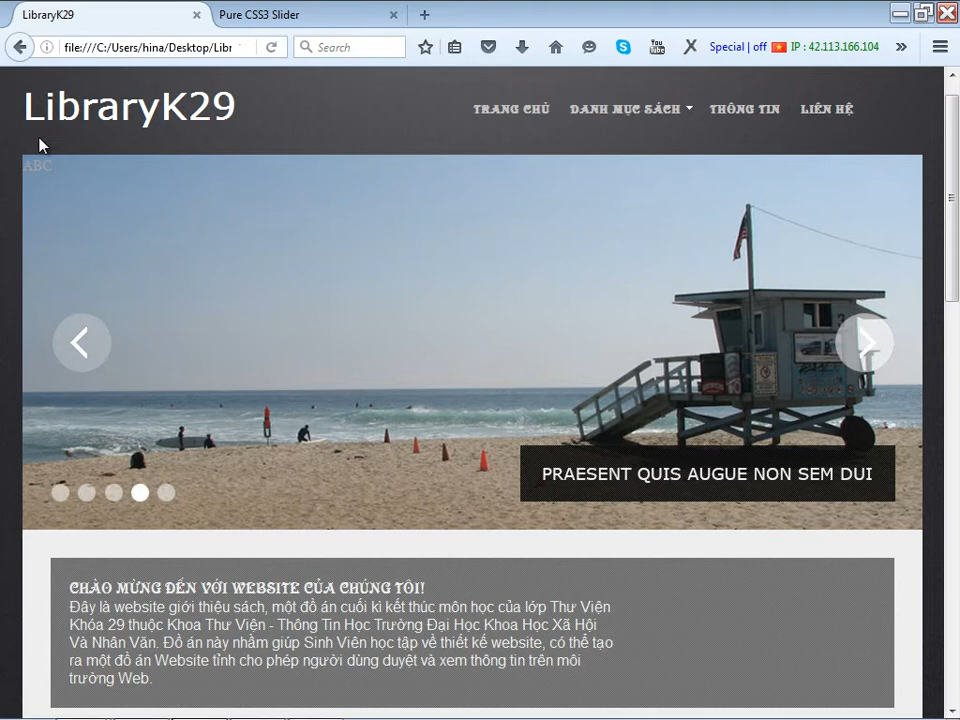 LibraryK29
Pure CSS3 Slider
file:///C:/Users/hina/Desktop/Libr
Search
You
Tube
Special | off
IP : 42.113.166.104
LibraryK29
TRANG CHỦ
DANH MỤC SÁCH
THÔNG TIN
LIÊN HỆ
ABC
PRAESENT QUIS AUGUE NON SEM DUI
CHÀO MỪNG ĐẾN VỚI WEBSITE CỦA CHÚNG TÔI!
Đây là website giới thiệu sách, một đồ án cuối kì kết thúc môn học của lớp Thư Viện
Khóa 29 thuộc Khoa Thư Viện - Thông Tin Học Trường Đại Học Khoa Học Xã Hội
Và Nhân Văn. Đồ án này nhằm giúp Sinh Viên học tập về thiết kế website, có thể tạo
ra một đồ án Website tỉnh cho phép người dùng duyệt và xem thông tin trên môi
trường Web.